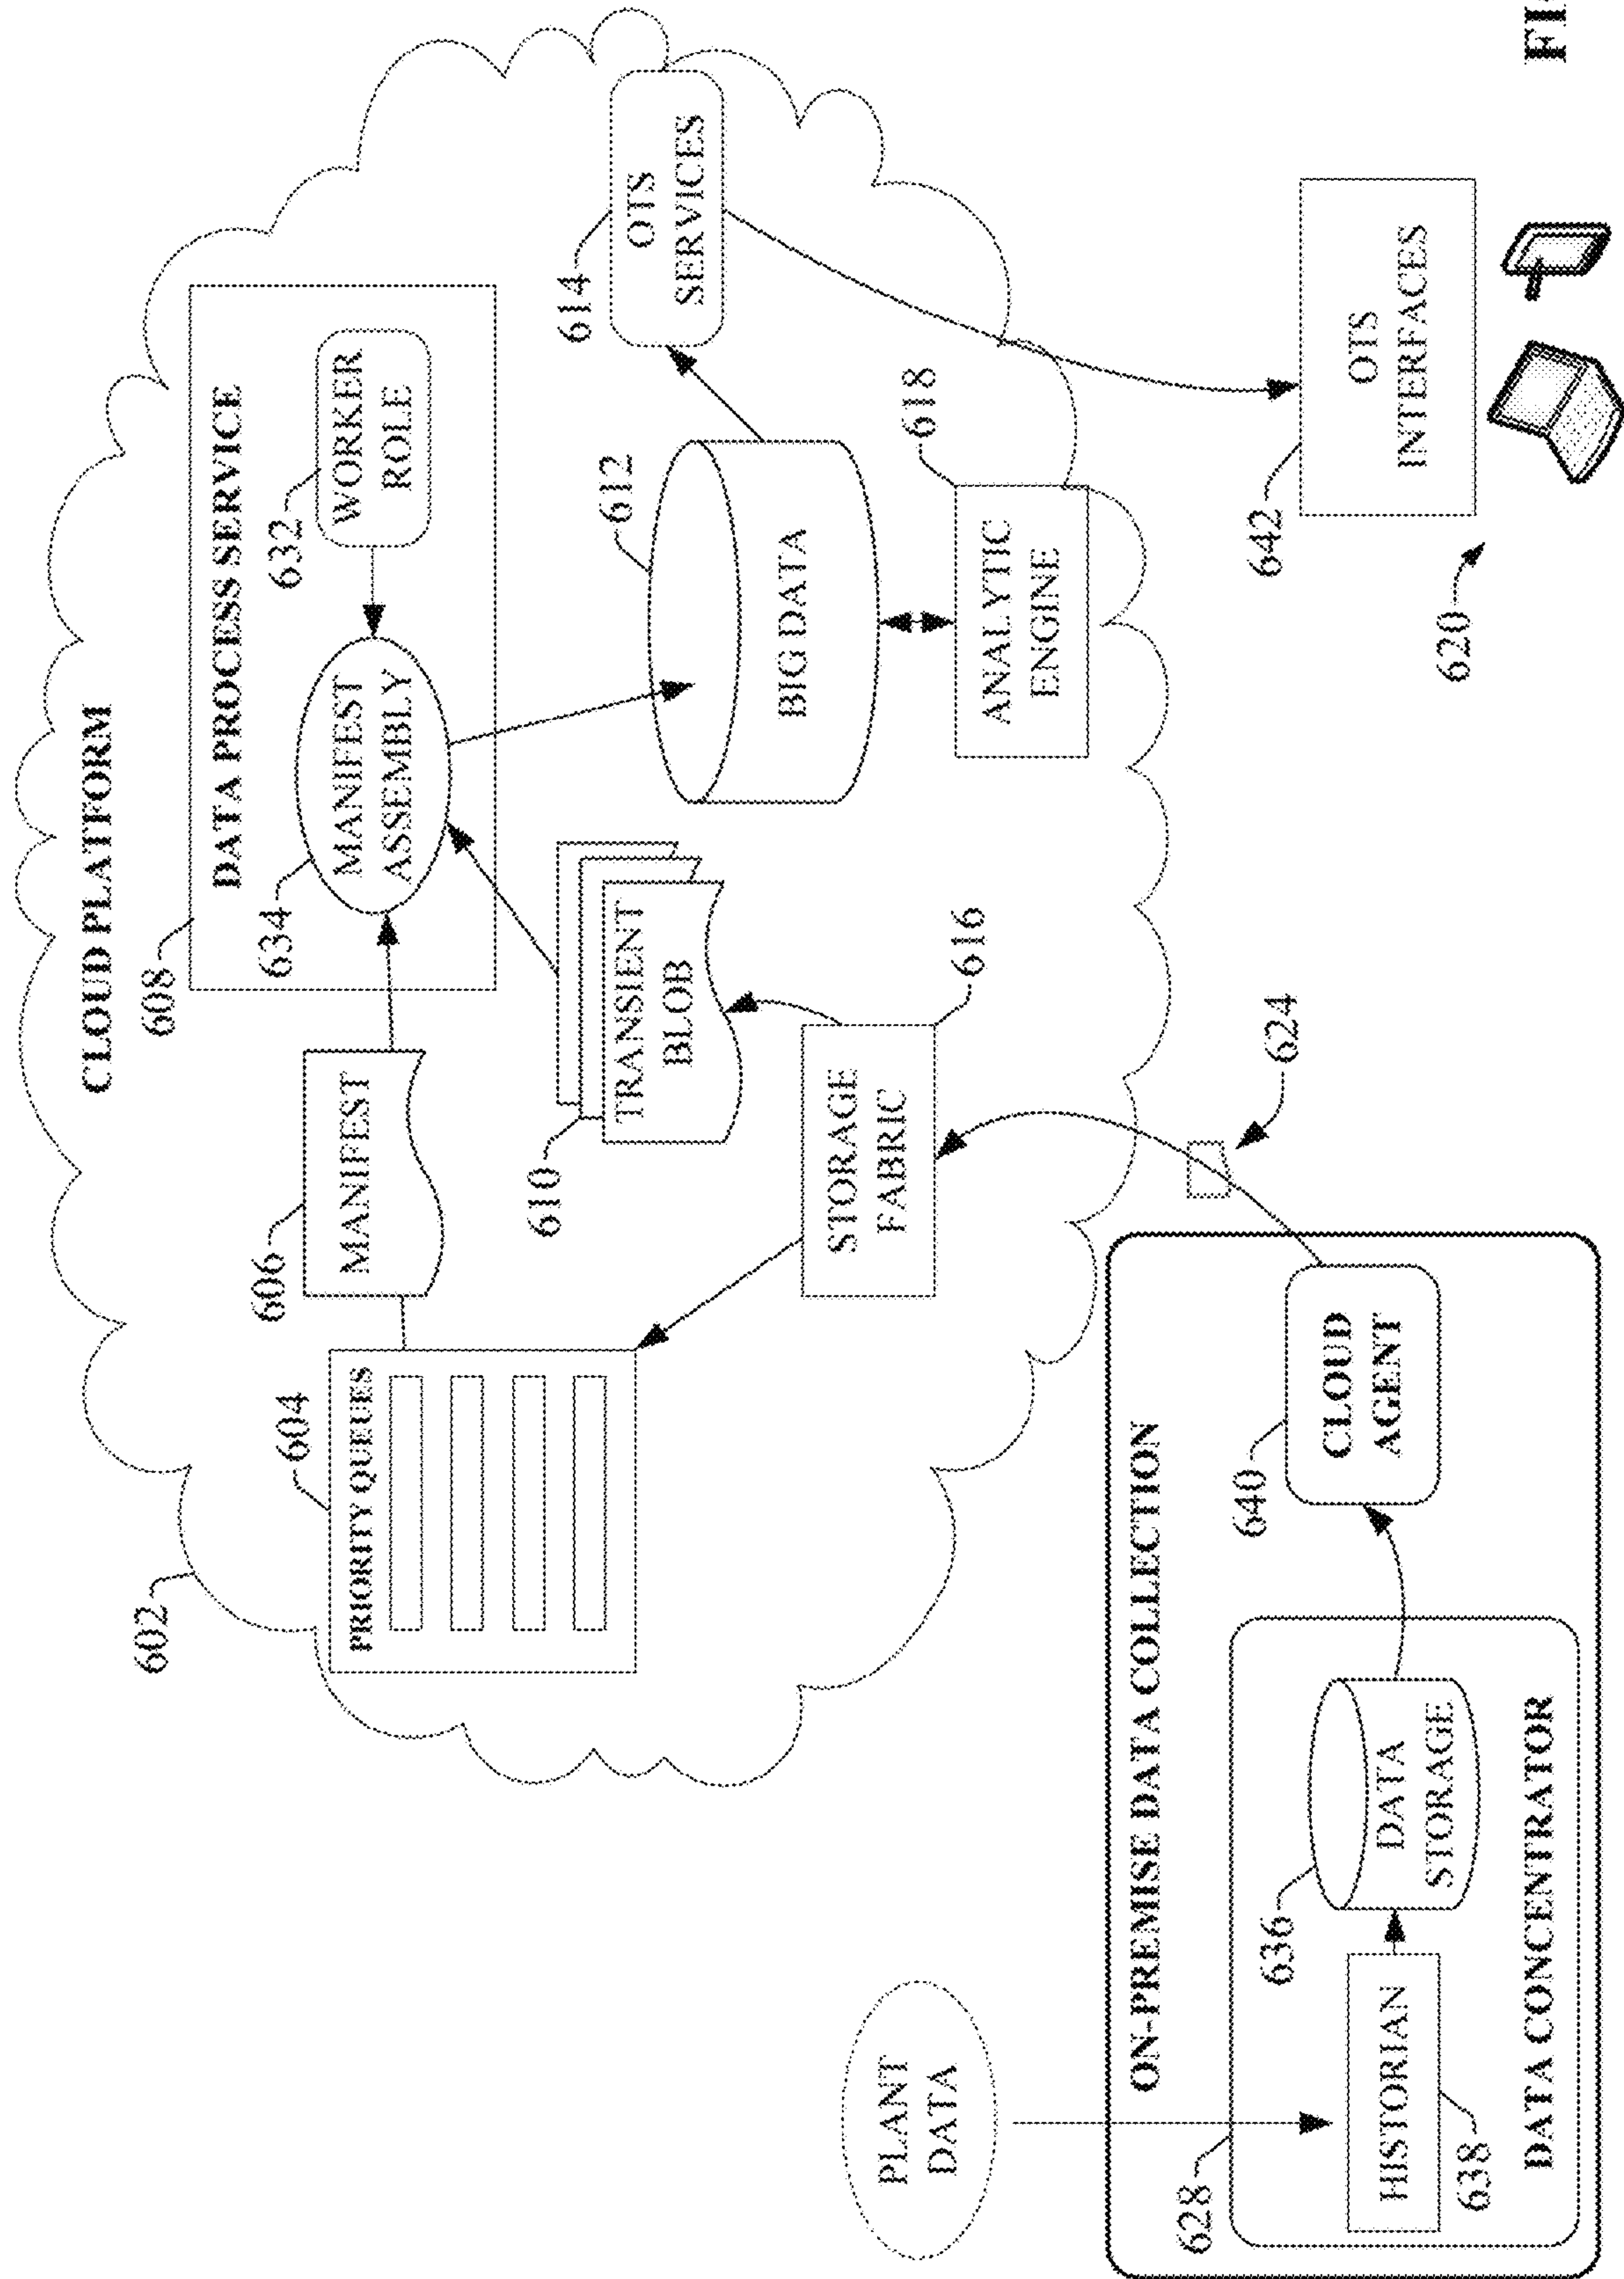 CLOUD PLATFORM
602
604
PRIORITY QUEUES
606
MANIFEST
608
DATA PROCESS SERVICE
634
MANIFEST
ASSEMBLY
632
WORKER
ROLE
610
TRANSIENT
BLOB
612
BIG DATA
614
OTS
SERVICES
STORAGE
FABRIC
616
ANALYTIC
ENGINE
618
PLANT
DATA
624
ON-PREMISE DATA COLLECTION
628
636
HISTORIAN
638
DATA
STORAGE
DATA CONCENTRATOR
640
CLOUD
AGENT
642
OTS
INTERFACES
620